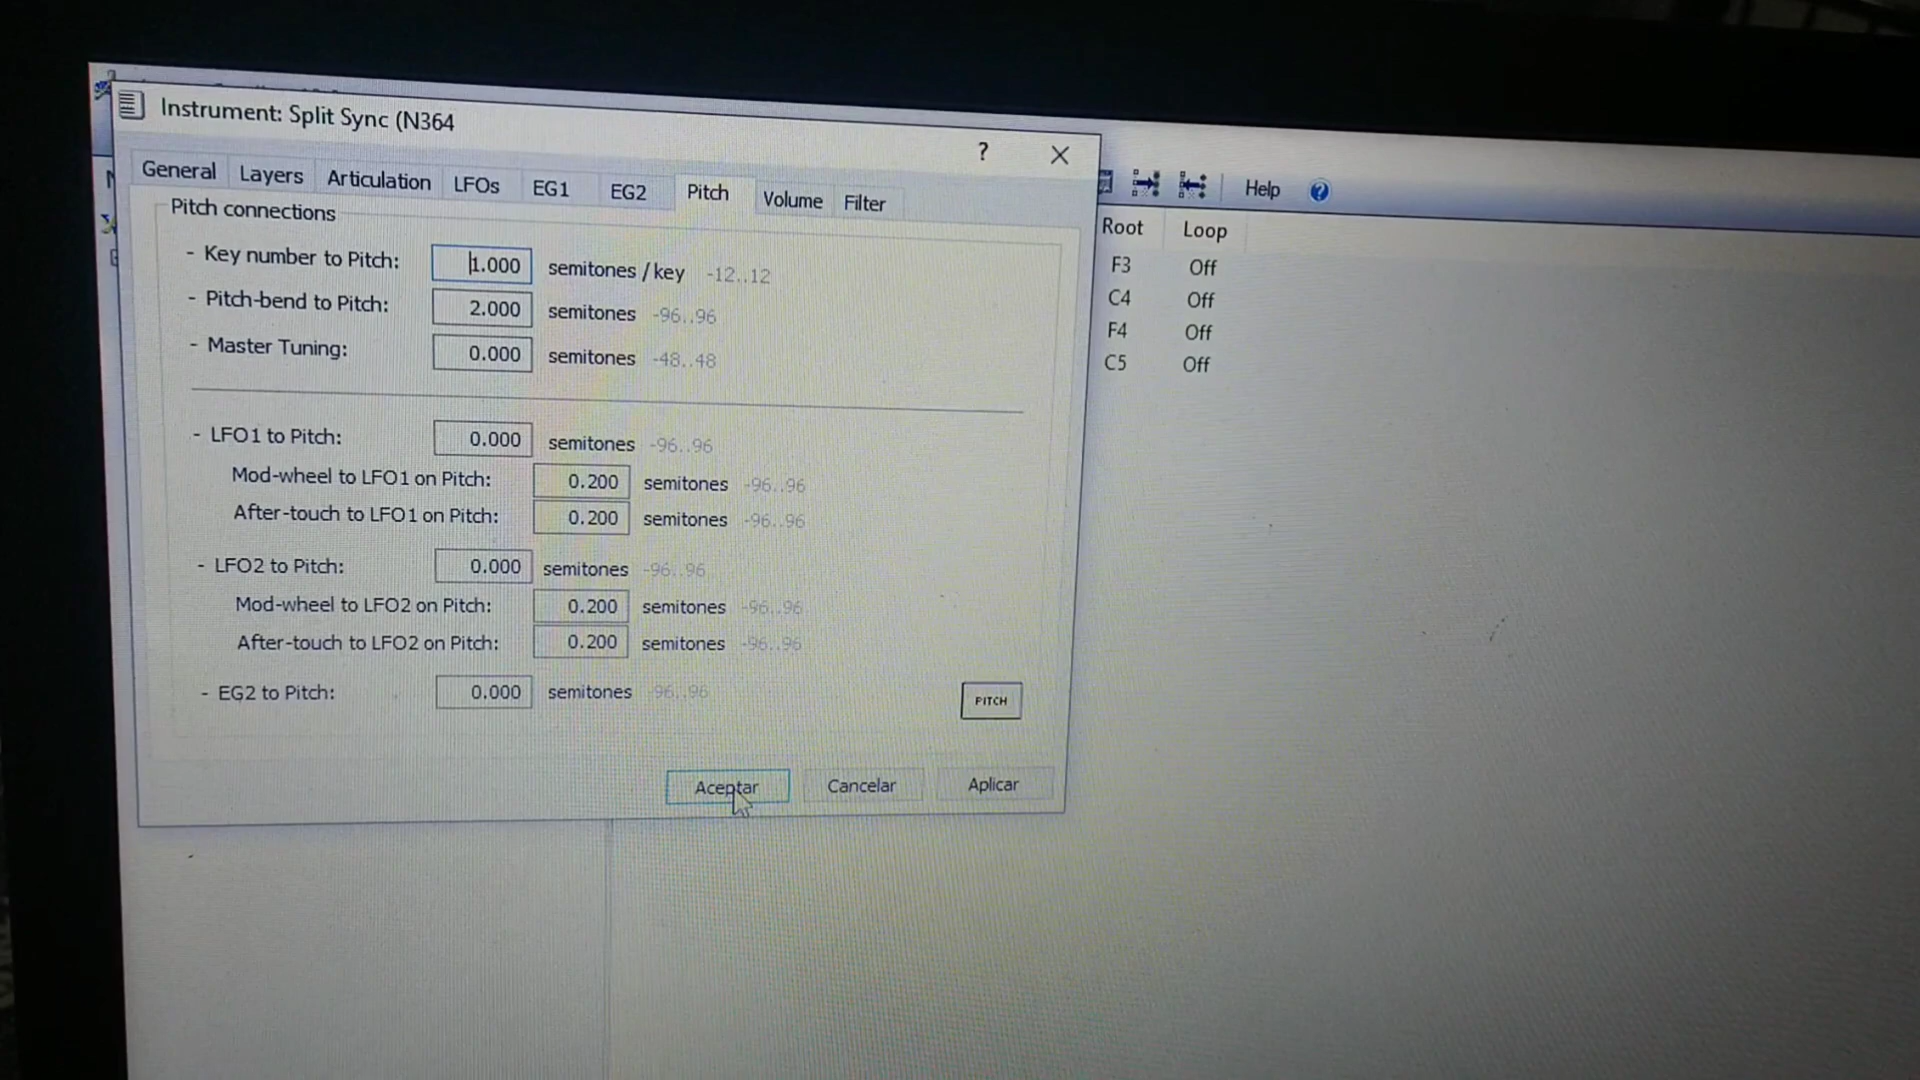 Instrument: Split Sync (N364
General Layers Articulation LFOs EG1 EG2 Pitch Volume Filter
Help
Pitch connections
Root Loop
- Key number to Pitch: 1.000 semitones / key -12..12
F3 Off
- Pitch-bend to Pitch: 2.000 semitones -96..96
C4 Off
- Master Tuning: 0.000 semitones -48..48
F4 Off
C5 Off
- LFO1 to Pitch: 0.000 semitones -96..96
Mod-wheel to LFO1 on Pitch: 0.200 semitones -96..96
After-touch to LFO1 on Pitch: 0.200 semitones -96..96
- LFO2 to Pitch: 0.000 semitones -96..96
Mod-wheel to LFO2 on Pitch: 0.200 semitones -96..96
After-touch to LFO2 on Pitch: 0.200 semitones -96..96
- EG2 to Pitch: 0.000 semitones -96..96
PITCH
Aceptar Cancelar Aplicar